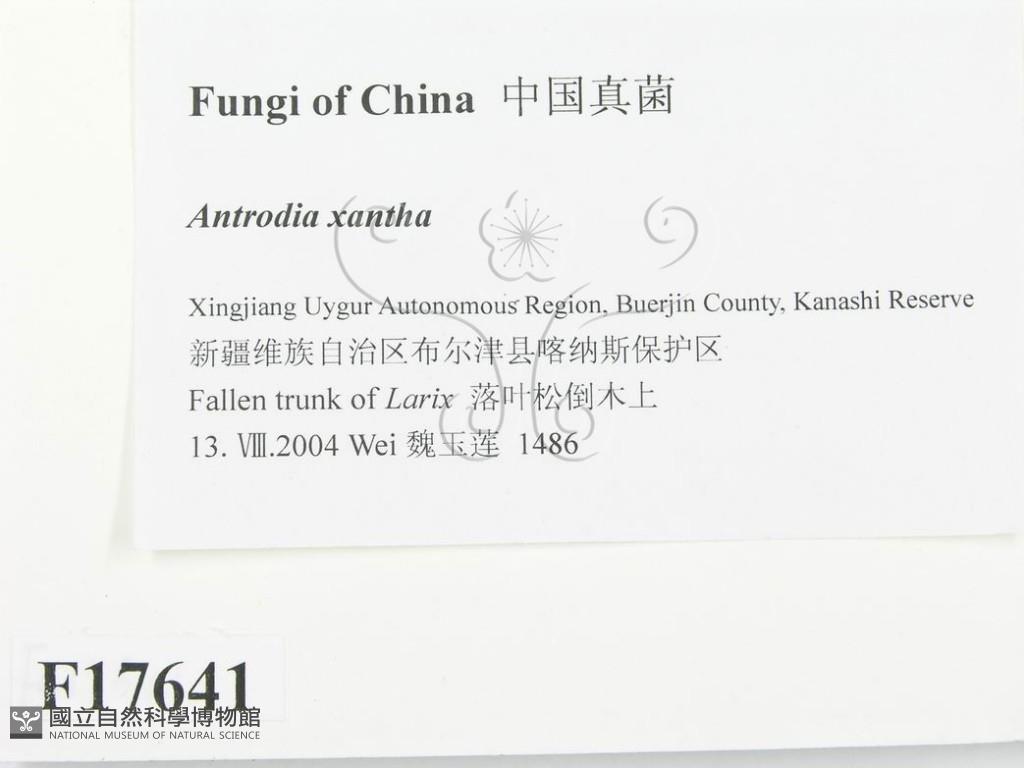 Fungi of China 中国真菌
Antrodia xantha
Xingjiang Uygur Autonomous Region, Buerjin County, Kanashi Reserve
新疆维族自治区布尔津县喀纳斯保护区
Fallen trunk of Larix 落叶松倒木上
13. Ⅷ.2004 Wei 魏玉莲 1486
F17641
國立自然科學博物館
NATIONAL MUSEUM OF NATURAL SCIENCE